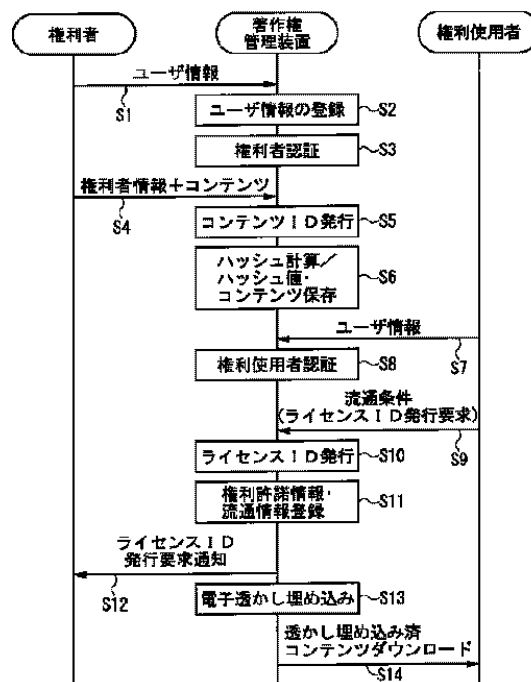 権利者
著作権
管理装置
権利使用者
ユーザ情報
S1
ユーザ情報の登録
S2
権利者認証
S3
権利者情報+コンテンツ
S4
コンテンツID発行
S5
ハッシュ計算/
ハッシュ値・
コンテンツ保存
S6
ユーザ情報
S7
権利使用者認証
S8
流通条件
(ライセンスID発行要求)
S9
ライセンスID発行
S10
権利許諾情報・
流通情報登録
S11
ライセンスID
発行要求通知
S12
電子透かし埋め込み
S13
透かし埋め込み済
コンテンツダウンロード
S14